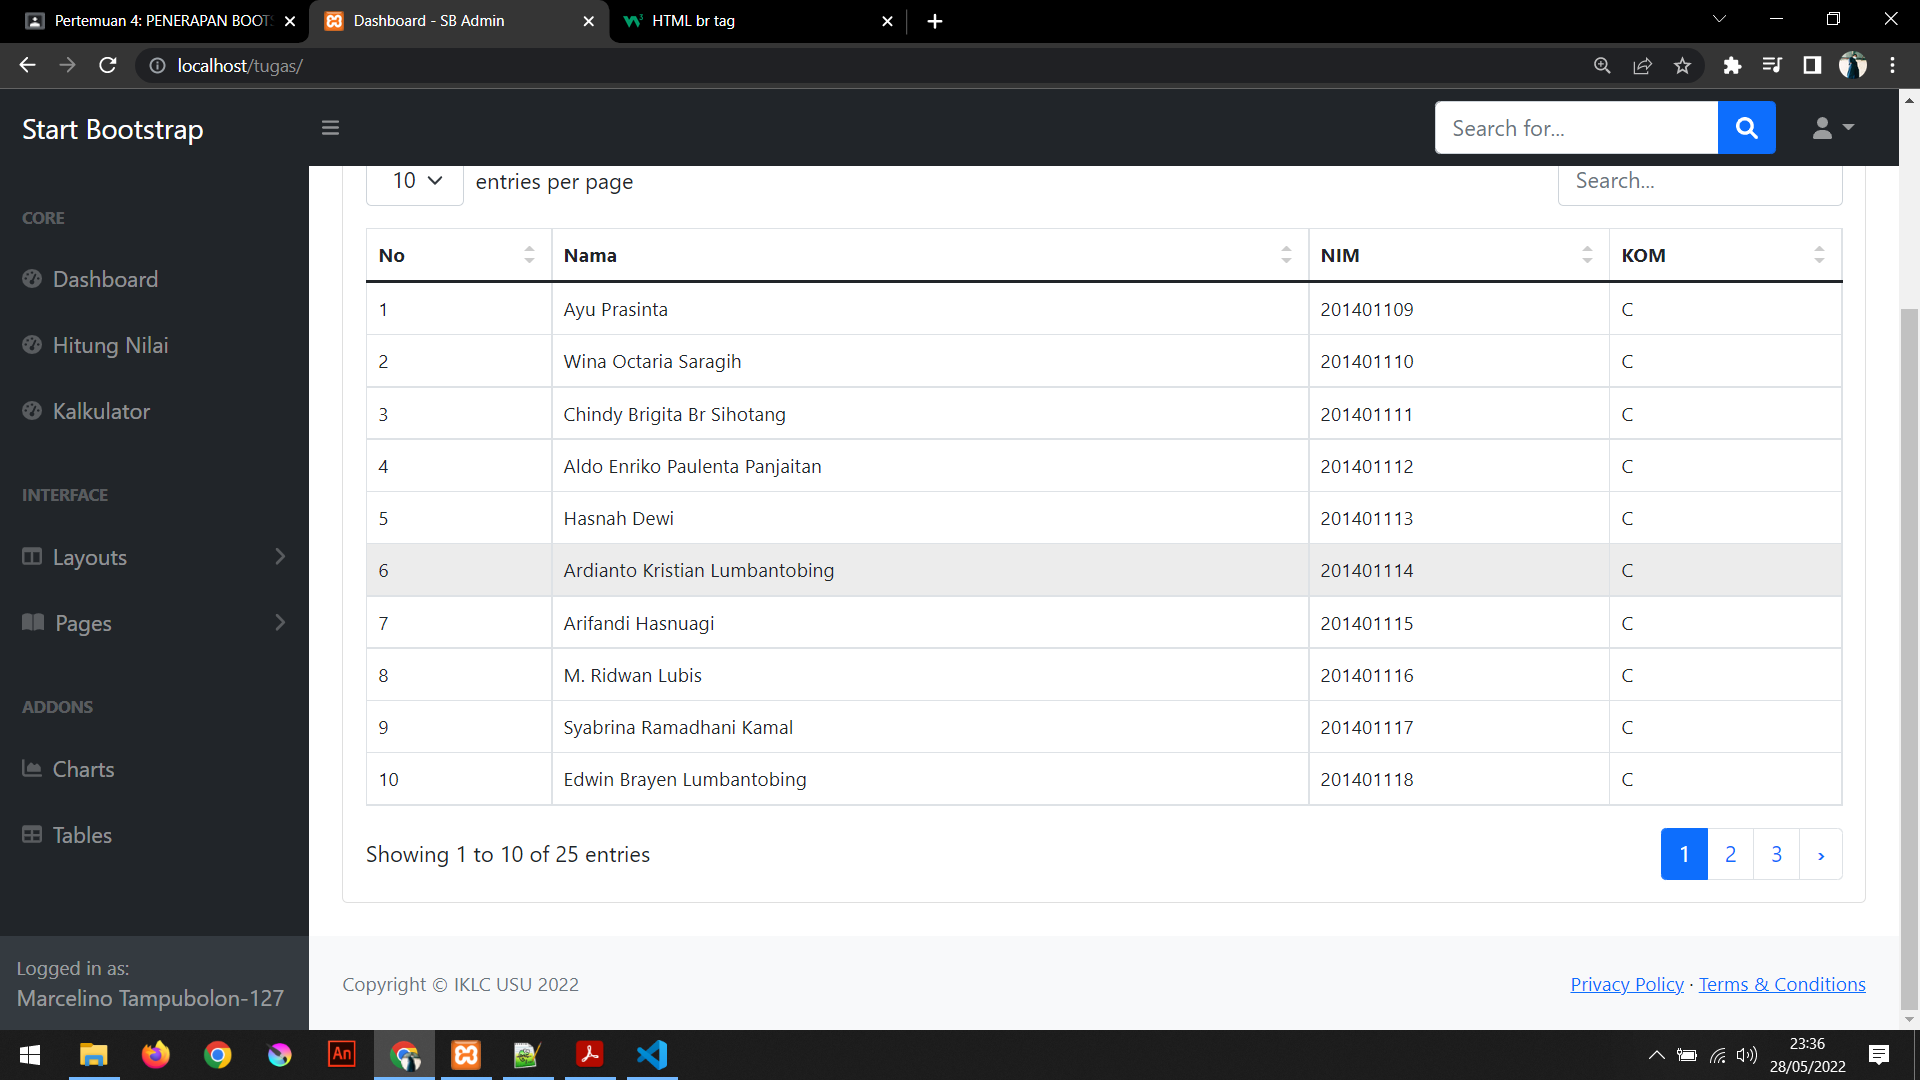 Pertemuan 4: PENERAPAN BOOTS
Dashboard - SB Admin
HTML br tag
localhost/tugas/
Start Bootstrap
Search for...
CORE
Dashboard
Hitung Nilai
Kalkulator
INTERFACE
Layouts
Pages
ADDONS
Charts
Tables
Logged in as:
Marcelino Tampubolon-127
10 entries per page
Search...
No Nama NIM KOM
1 Ayu Prasinta 201401109 C
2 Wina Octaria Saragih 201401110 C
3 Chindy Brigita Br Sihotang 201401111 C
4 Aldo Enriko Paulenta Panjaitan 201401112 C
5 Hasnah Dewi 201401113 C
6 Ardianto Kristian Lumbantobing 201401114 C
7 Arifandi Hasnuagi 201401115 C
8 M. Ridwan Lubis 201401116 C
9 Syabrina Ramadhani Kamal 201401117 C
10 Edwin Brayen Lumbantobing 201401118 C
Showing 1 to 10 of 25 entries
1 2 3 ›
Copyright © IKLC USU 2022
Privacy Policy · Terms & Conditions
An
23:36
28/05/2022